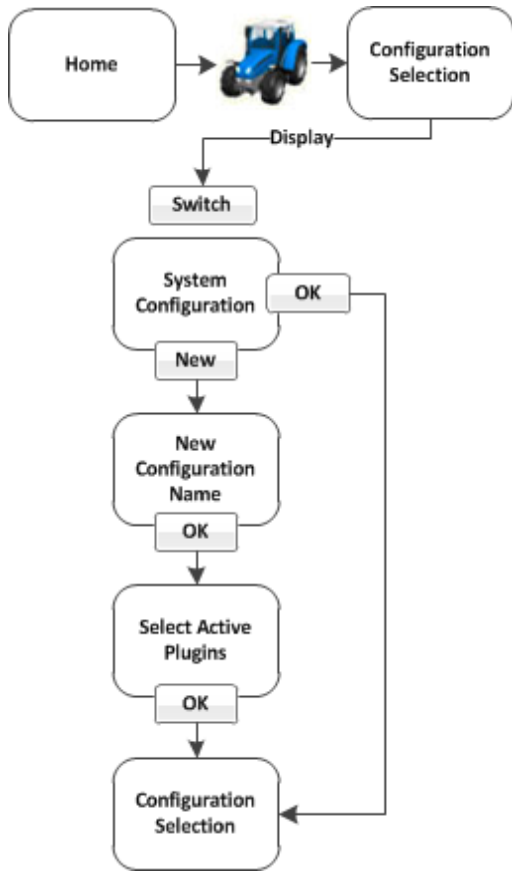 Home
Configuration
Selection
Display
Switch
System
Configuration
OK
New
New
Configuration
Name
OK
Select Active
Plugins
OK
Configuration
Selection